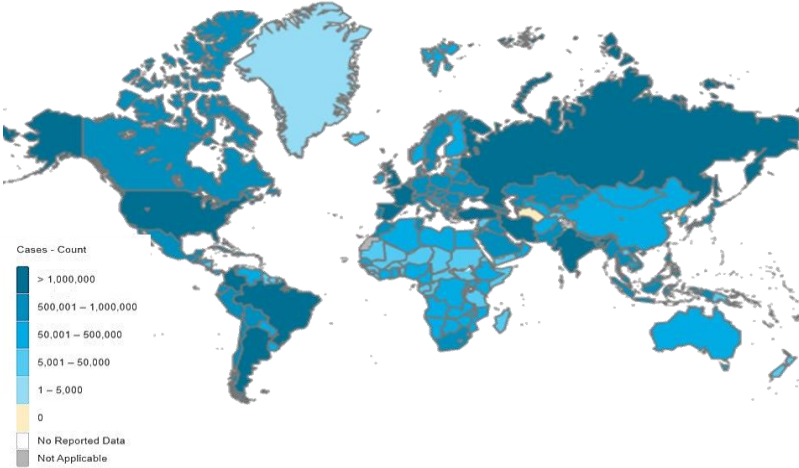 Cases - Count
> 1,000,000
500,001 – 1,000,000
50,001 – 500,000
5,001 – 50,000
1 – 5,000
0
No Reported Data
Not Applicable